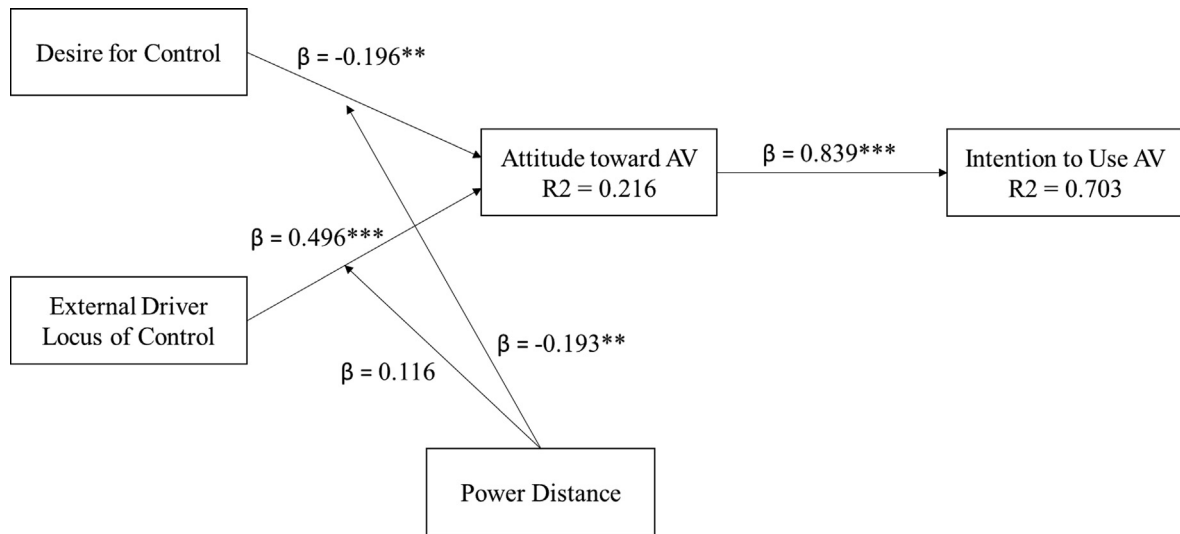 Desire for Control
β = -0.196**
Attitude toward AV
R2 = 0.216
β = 0.839***
Intention to Use AV
R2 = 0.703
β = 0.496***
External Driver
Locus of Control
β = -0.193**
β = 0.116
Power Distance